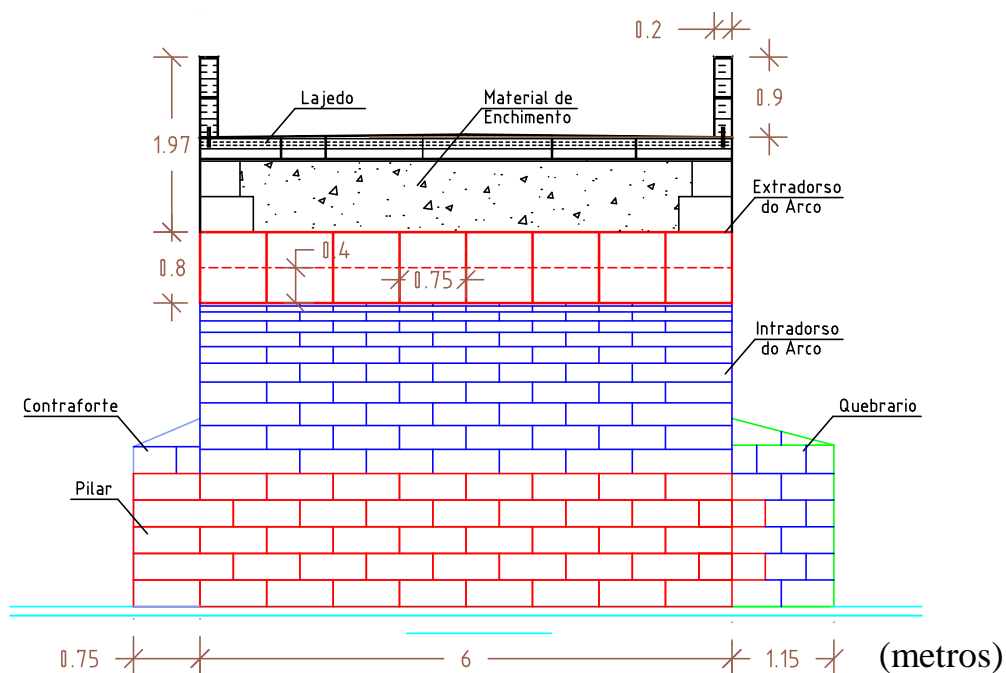 0.2
0.9
1.97
Lajedo
Material de
Enchimento
Extradorso
do Arco
0.8
0.4
0.75
Intradorso
do Arco
Contraforte
Quebrario
Pilar
0.75
6
1.15
(metros)